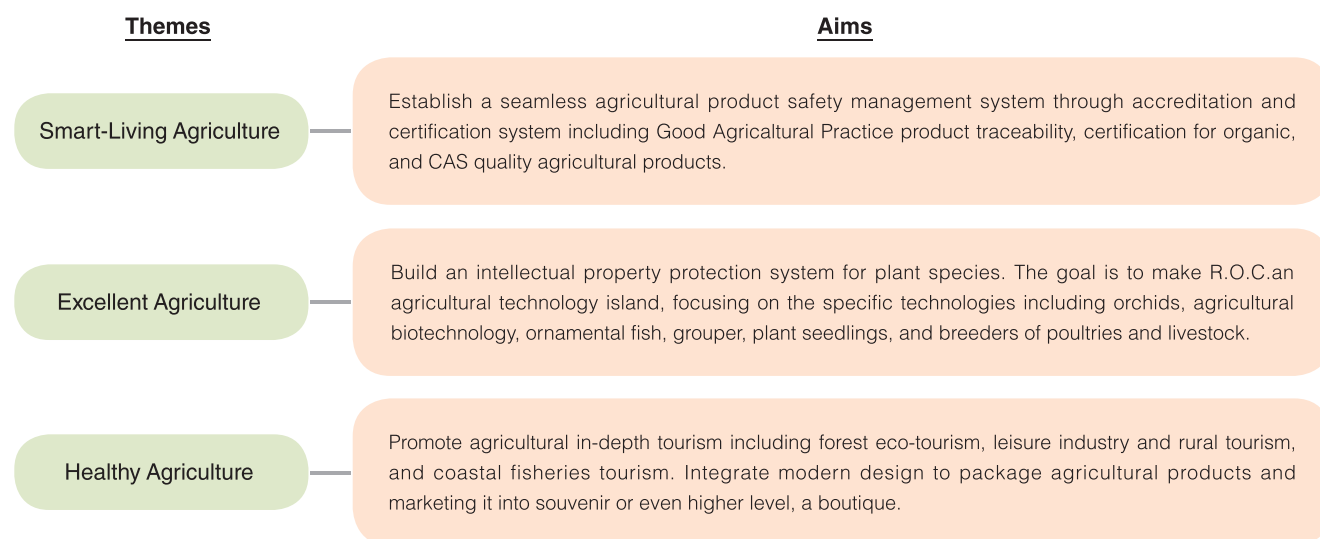 Themes
Aims
Smart-Living Agriculture
Establish a seamless agricultural product safety management system through accreditation and
certification system including Good Agricaltural Practice product traceability, certification for organic,
and CAS quality agricultural products.
Excellent Agriculture
Build an intellectual property protection system for plant species. The goal is to make R.O.C.an
agricultural technology island, focusing on the specific technologies including orchids, agricultural
biotechnology, ornamental fish, grouper, plant seedlings, and breeders of poultries and livestock.
Healthy Agriculture
Promote agricultural in-depth tourism including forest eco-tourism, leisure industry and rural tourism,
and coastal fisheries tourism. Integrate modern design to package agricultural products and
marketing it into souvenir or even higher level, a boutique.